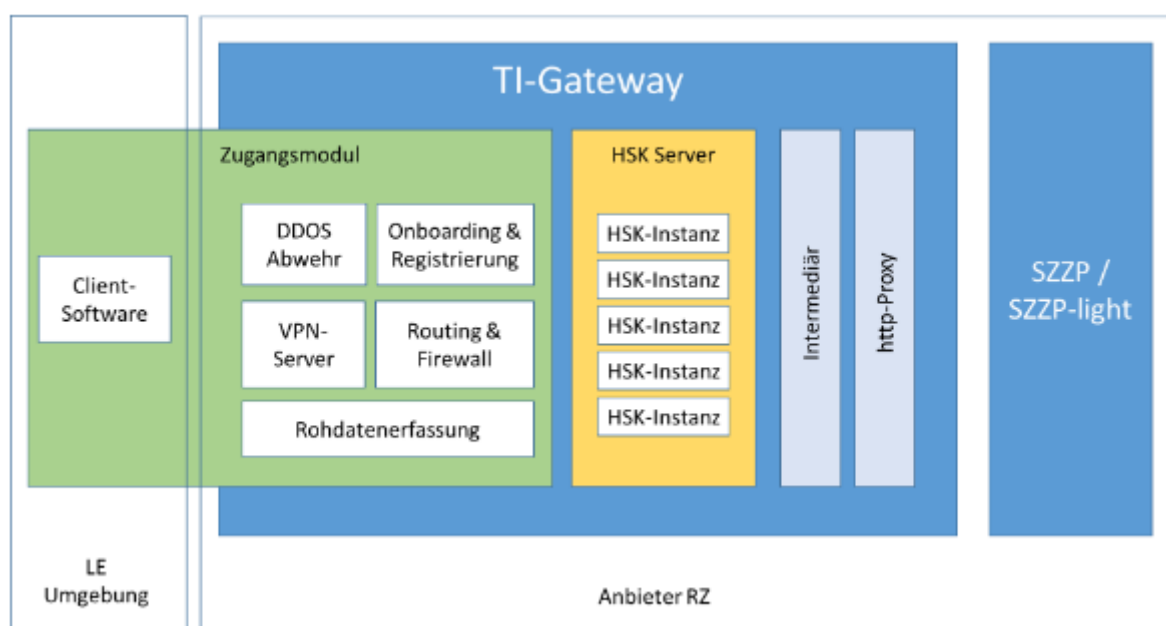 TI-Gateway
Zugangsmodul
HSK Server
Client-
Software
DDOS
Abwehr
Onboarding &
Registrierung
VPN-
Server
Routing &
Firewall
Rohdatenerfassung
HSK-Instanz
HSK-Instanz
HSK-Instanz
HSK-Instanz
HSK-Instanz
Intermediär
http-Proxy
SZZP /
SZZP-light
LE
Umgebung
Anbieter RZ